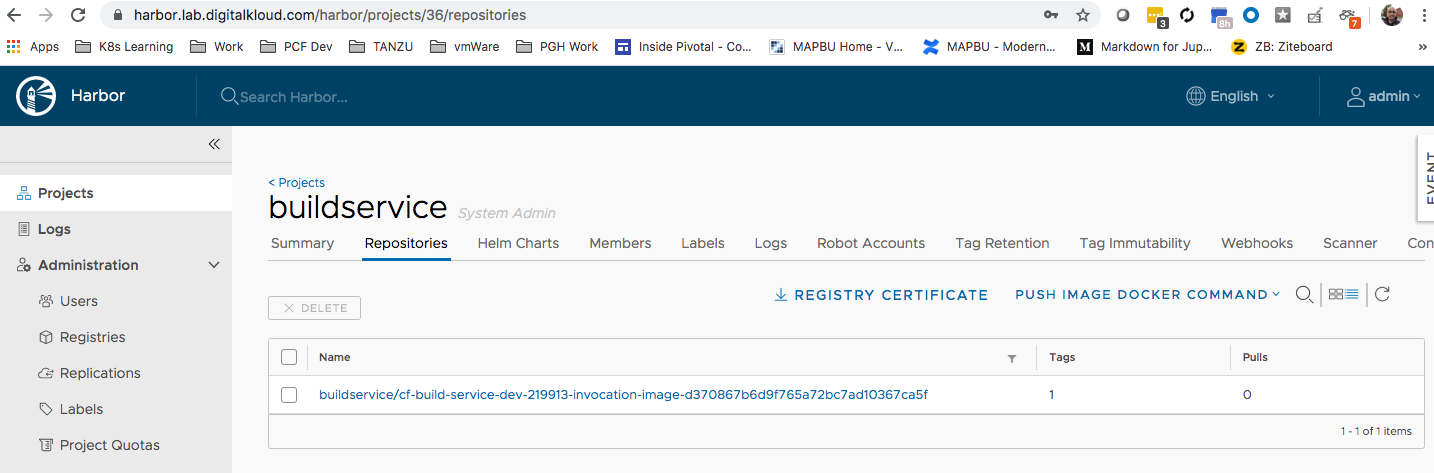 harbor.lab.digitalkloud.com/harbor/projects/36/repositories
3
8h
7
Apps K8s Learning Work PCF Dev TANZU vmWare PGH Work Inside Pivotal - Co... MAPBU Home - V... MAPBU - Modern... M Markdown for Jup... Z ZB: Ziteboard »
Harbor Search Harbor... English admin
EVENT
Projects
Logs
Administration
Users
Registries
Replications
Labels
Project Quotas
< Projects
buildservice System Admin
Summary Repositories Helm Charts Members Labels Logs Robot Accounts Tag Retention Tag Immutability Webhooks Scanner Con
DELETE REGISTRY CERTIFICATE PUSH IMAGE DOCKER COMMAND
Name Tags Pulls
buildservice/cf-build-service-dev-219913-invocation-image-d370867b6d9f765a72bc7ad10367ca5f 1 0
1 - 1 of 1 items